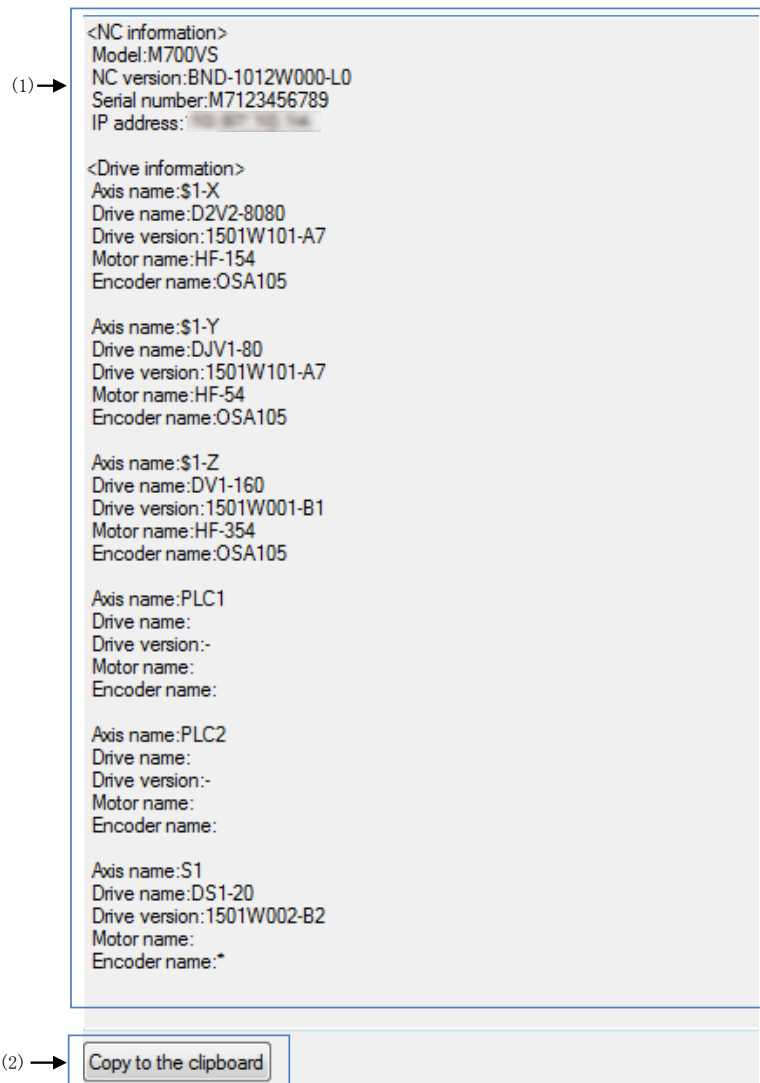 <NC information>
Model:M700VS
(1) NC version:BND-1012W000-L0
Serial number:M7123456789
IP address:
<Drive information>
Axis name:$1-X
Drive name:D2V2-8080
Drive version:1501W101-A7
Motor name:HF-154
Encoder name:OSA105
Axis name:$1-Y
Drive name:DJV1-80
Drive version:1501W101-A7
Motor name:HF-54
Encoder name:OSA105
Axis name:$1-Z
Drive name:DV1-160
Drive version:1501W001-B1
Motor name:HF-354
Encoder name:OSA105
Axis name:PLC1
Drive name:
Drive version:-
Motor name:
Encoder name:
Axis name:PLC2
Drive name:
Drive version:-
Motor name:
Encoder name:
Axis name:S1
Drive name:DS1-20
Drive version:1501W002-B2
Motor name:
Encoder name:*
(2) Copy to the clipboard